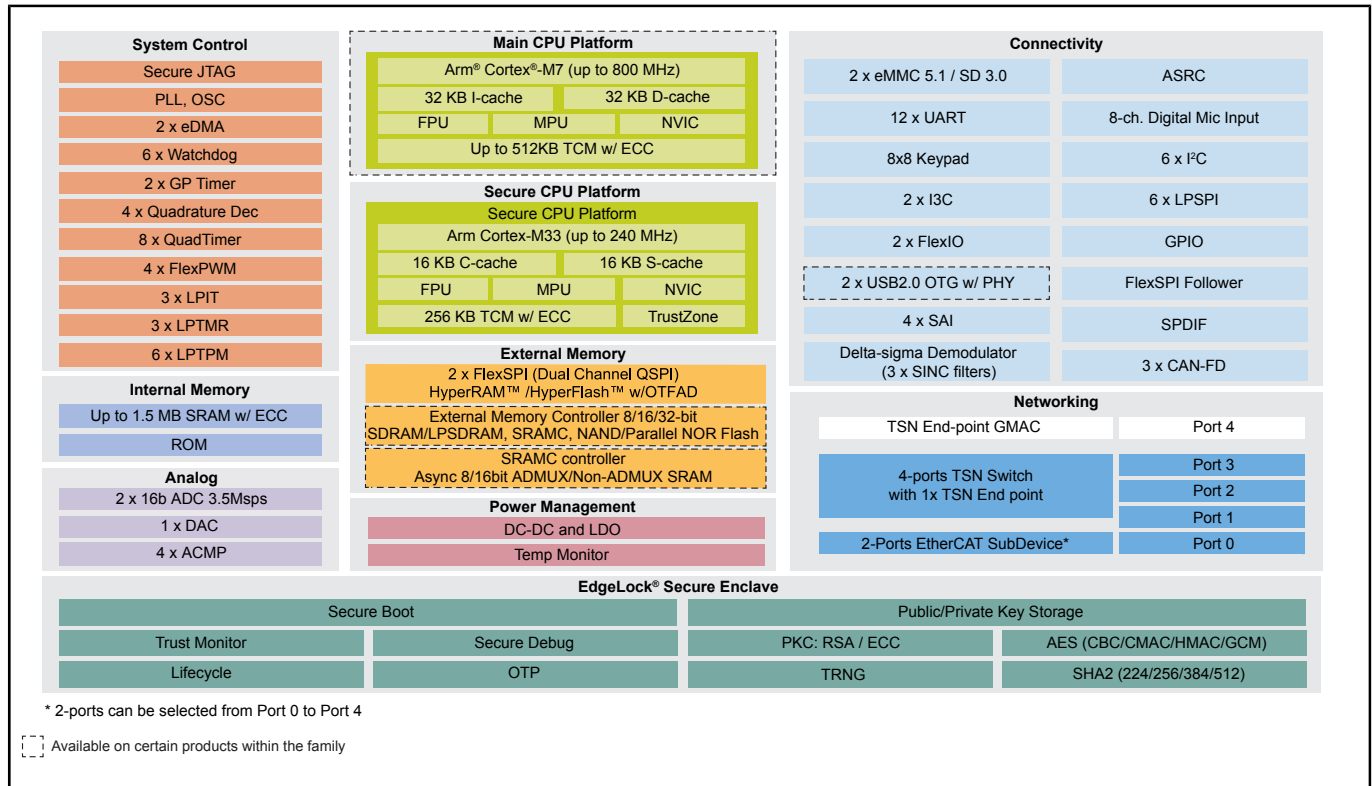 System Control
Secure JTAG
PLL, OSC
2 x eDMA
6 x Watchdog
2 x GP Timer
4 x Quadrature Dec
8 x QuadTimer
4 x FlexPWM
3 x LPIT
3 x LPTMR
6 x LPTPM
Internal Memory
Up to 1.5 MB SRAM w/ ECC
ROM
Analog
2 x 16b ADC 3.5Msps
1 x DAC
4 x ACMP
Main CPU Platform
Arm® Cortex®-M7 (up to 800 MHz)
32 KB I-cache
32 KB D-cache
FPU
MPU
NVIC
Up to 512KB TCM w/ ECC
Secure CPU Platform
Secure CPU Platform
Arm Cortex-M33 (up to 240 MHz)
16 KB C-cache
16 KB S-cache
FPU
MPU
NVIC
256 KB TCM w/ ECC
TrustZone
External Memory
2 x FlexSPI (Dual Channel QSPI)
HyperRAM™ /HyperFlash™ w/OTFAD
External Memory Controller 8/16/32-bit
SDRAM/LPSDRAM, SRAMC, NAND/Parallel NOR Flash
SRAMC controller
Async 8/16bit ADMUX/Non-ADMUX SRAM
Power Management
DC-DC and LDO
Temp Monitor
Connectivity
2 x eMMC 5.1 / SD 3.0
ASRC
12 x UART
8-ch. Digital Mic Input
8x8 Keypad
6 x I²C
2 x I3C
6 x LPSPI
2 x FlexIO
GPIO
2 x USB2.0 OTG w/ PHY
FlexSPI Follower
4 x SAI
SPDIF
Delta-sigma Demodulator
(3 x SINC filters)
3 x CAN-FD
Networking
TSN End-point GMAC
Port 4
4-ports TSN Switch
with 1x TSN End point
Port 3
Port 2
Port 1
2-Ports EtherCAT SubDevice*
Port 0
EdgeLock® Secure Enclave
Secure Boot
Public/Private Key Storage
Trust Monitor
Secure Debug
PKC: RSA / ECC
AES (CBC/CMAC/HMAC/GCM)
Lifecycle
OTP
TRNG
SHA2 (224/256/384/512)
* 2-ports can be selected from Port 0 to Port 4
Available on certain products within the family